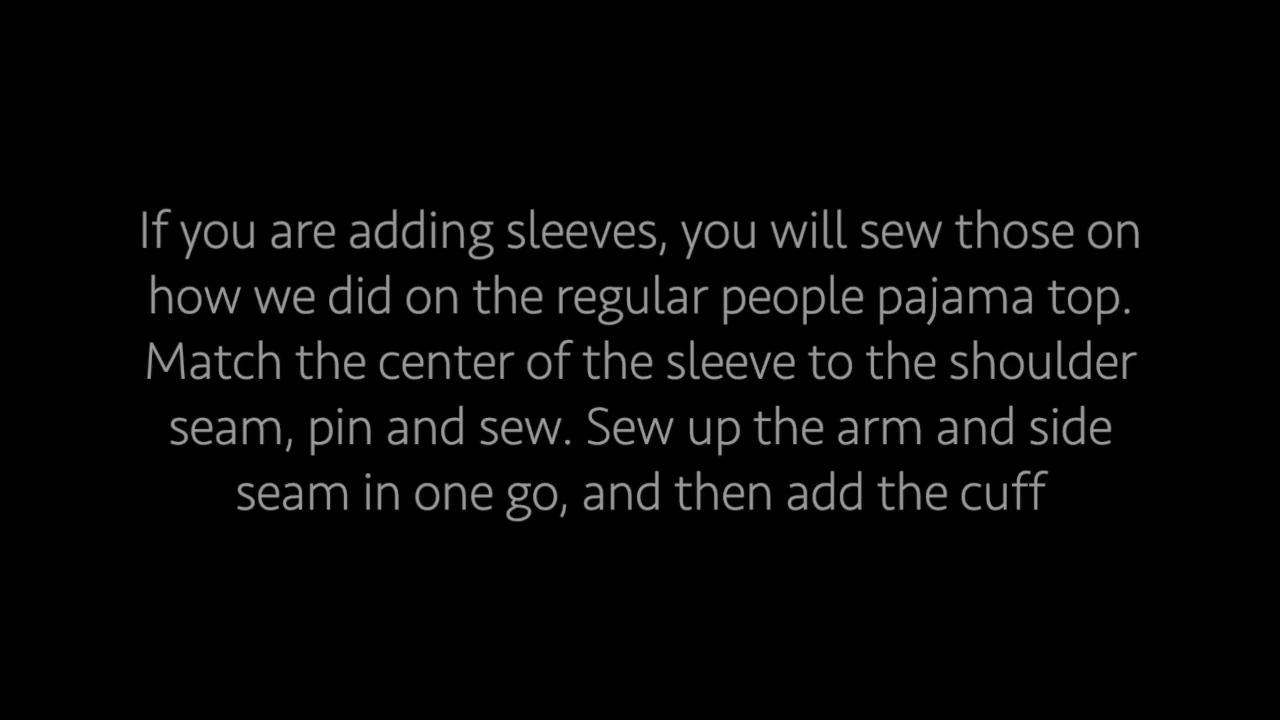 If you are adding sleeves, you will sew those on
how we did on the regular people pajama top.
Match the center of the sleeve to the shoulder
seam, pin and sew. Sew up the arm and side
seam in one go, and then add the cuff